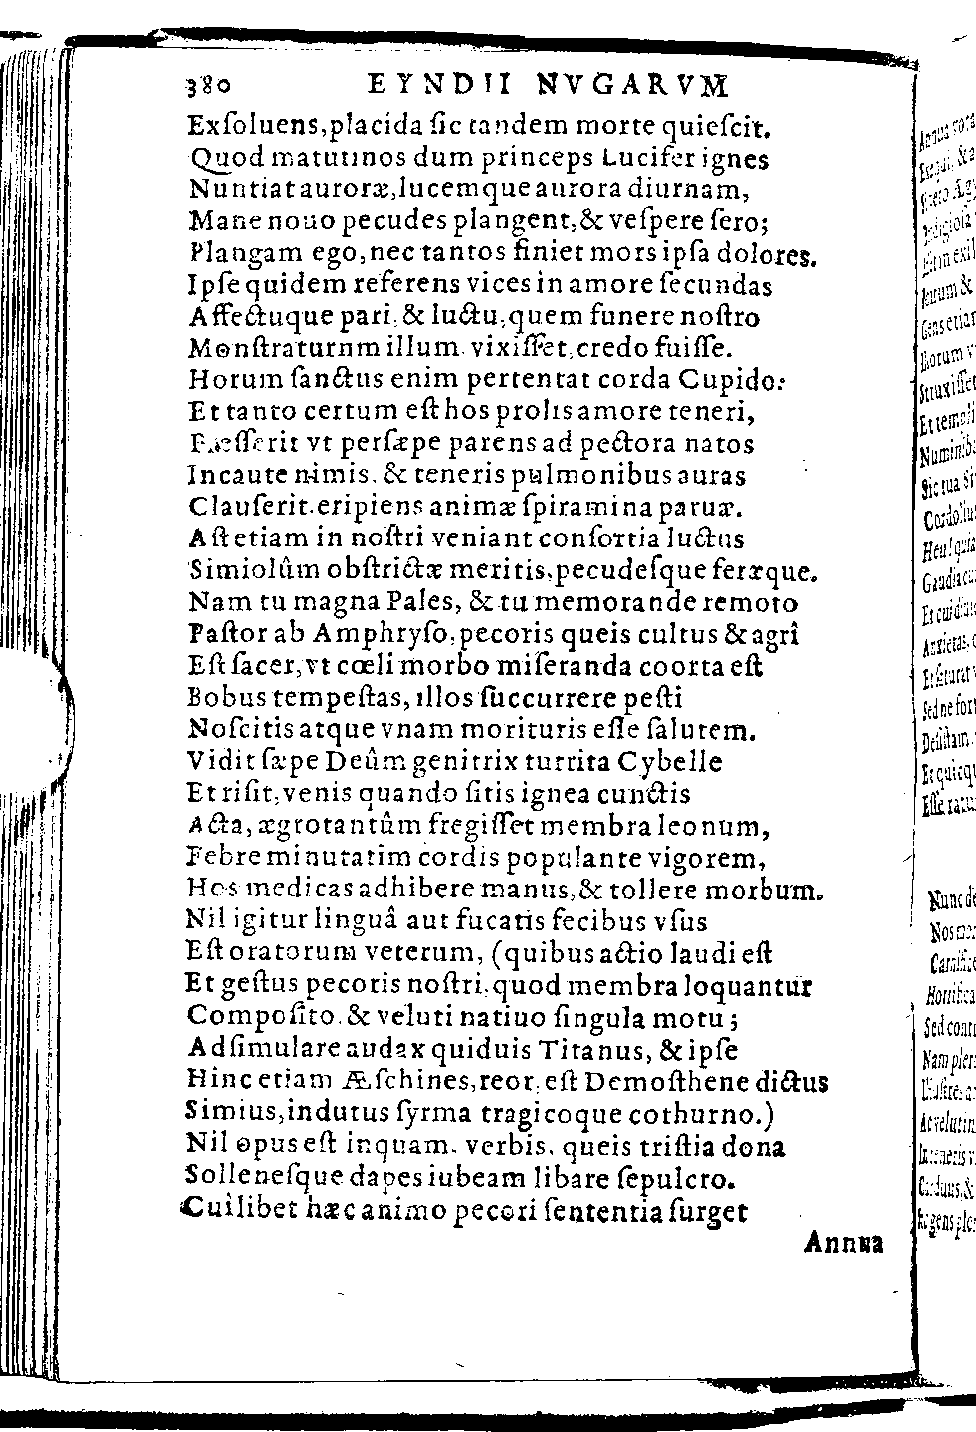 380 EYNDII NVGARVM
Exſoluens, placida ſic tandem morte quieſcit.
Quod matutinos dum princeps Lucifer ignes
Nuntiat auroræ, lucemque aurora diurnam,
Mane nouo pecudes plangent, & veſpere ſero;
Plangam ego, nec tantos finiet mors ipſa dolores.
Ipſe quidem referens vices in amore ſecundas
Affectuque pari, & luctu, quem funere noſtro
Monſtraturnm illum vixiſſet, credo fuiſſe.
Horum ſanctus enim pertentat corda Cupido:
Et tanto certum eſt hos prolis amore teneri,
Preſſerit vt perſæpe parens ad pectora natos
Incaute nimis, & teneris pulmonibus auras
Clauſerit, eripiens animæ ſpiramina paruæ.
Aſt etiam in noſtri veniant conſortia luctus
Simiolûm obſtrictæ meritis, pecudeſque feræque.
Nam tu magna Pales, & tu memorande remoto
Paſtor ab Amphryſo, pecoris queis cultus & agrî
Eſt ſacer, vt cœli morbo miſeranda coorta eſt
Bobus tempeſtas, illos ſuccurrere peſti
Noſcitis atque vnam morituris eſſe ſalutem.
Vidit ſæpe Deûm genitrix turrita Cybelle
Et riſit, venis quando ſitis ignea cunctis
Acta, ægrotantûm fregiſſet membra leonum,
Febre minutatim cordis populante vigorem,
Hos medicas adhibere manus, & tollere morbum.
Nil igitur linguâ aut fucatis fecibus vſus
Eſt oratorum veterum, (quibus actio laudi eſt
Et geſtus pecoris noſtri, quod membra loquantur
Compoſito, & veluti natiuo ſingula motu;
Adſimulare audax quiduis Titanus, & ipſe
Hinc etiam Æſchines, reor, eſt Demoſthene dictus
Simius, indutus ſyrma tragicoque cothurno.)
Nil opus eſt inquam, verbis, queis triſtia dona
Solleneſque dapes iubeam libare ſepulcro.
Cuilibet hæc animo pecori ſententia ſurget
Annua